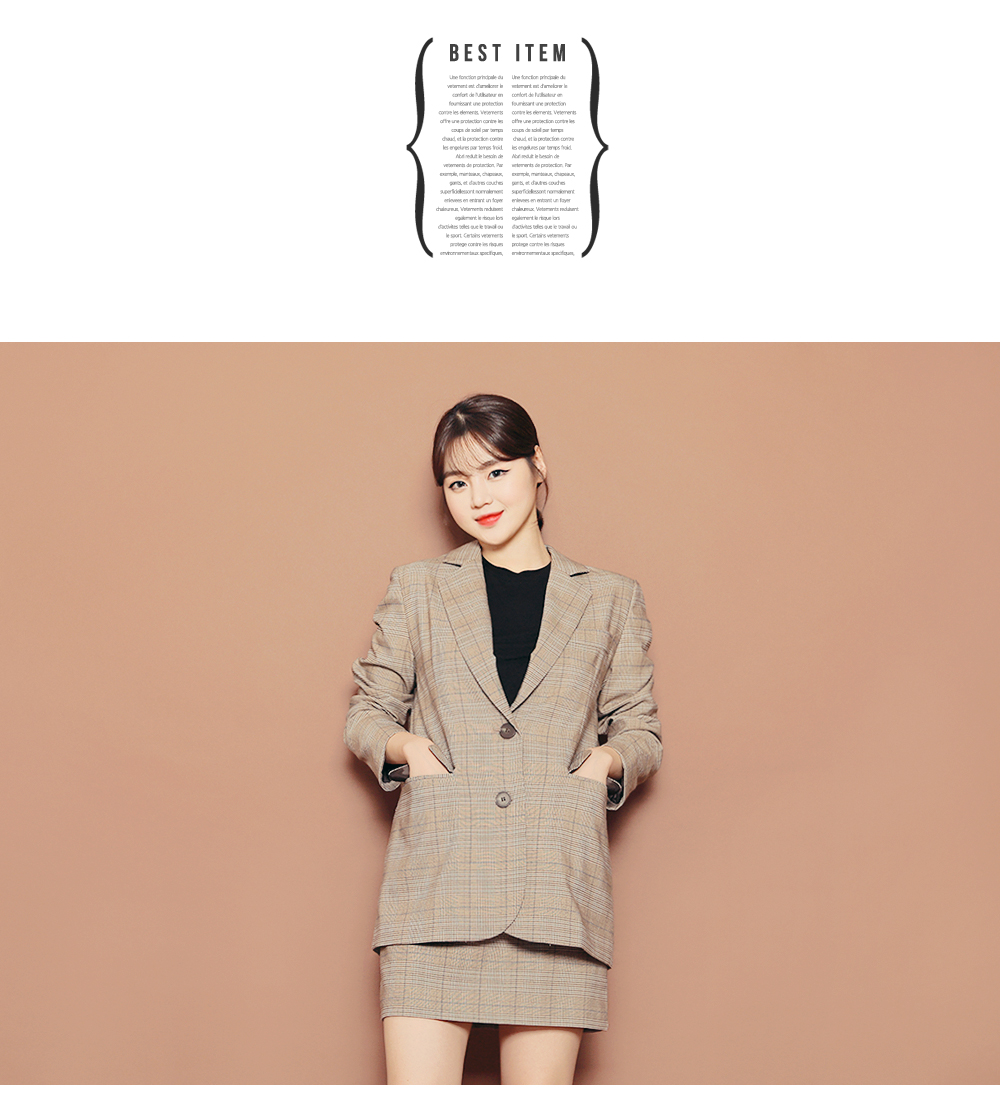 BEST ITEM
Une fonction principale du
vetement est d'ameliorer le
confort de l'utilisateur en
fournissant une protection
contre les elements. Vetements
offre une protection contre les
coups de soleil par temps
chaud, et la protection contre
les engelures par temps froid.
Abri reduit le besoin de
vetements de protection. Par
exemple, manteaux, chapeaux,
gants, et d'autres couches
superficiellessont normalement
enlevees en entrant un foyer
chaleureux. Vetements reduisent
egalement le risque lors
d'activites telles que le travail ou
le sport. Certains vetements
protege contre les risques
environnementaux specifiques,
Une fonction principale du
vetement est d'ameliorer le
confort de l'utilisateur en
fournissant une protection
contre les elements. Vetements
offre une protection contre les
coups de soleil par temps
chaud, et la protection contre
les engelures par temps froid.
Abri reduit le besoin de
vetements de protection. Par
exemple, manteaux, chapeaux,
gants, et d'autres couches
superficiellessont normalement
enlevees en entrant un foyer
chaleureux. Vetements reduisent
egalement le risque lors
d'activites telles que le travail ou
le sport. Certains vetements
protege contre les risques
environnementaux specifiques,